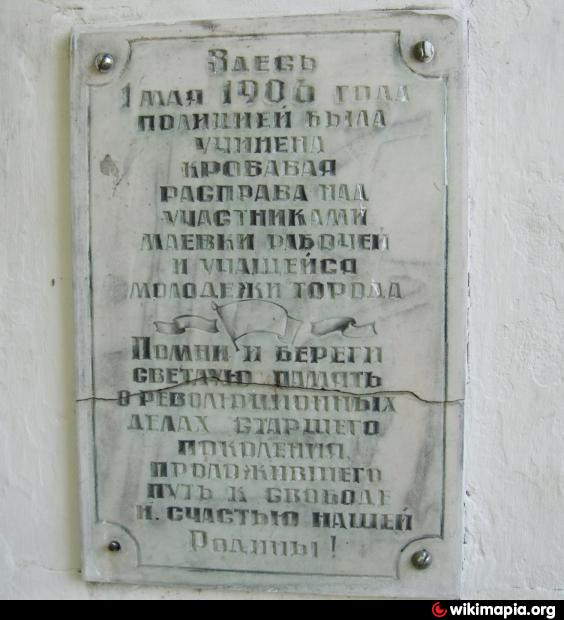 Здесь
1 мая 1906 года
полицией была
учинена
кровавая
расправа над
участниками
маевки рабочей
и учащейся
молодежи города
Помни и береги
светлую память
о революционных
делах старшего
поколения,
проложившего
путь к свободе
и счастью нашей
Родины!
wikimapia.org